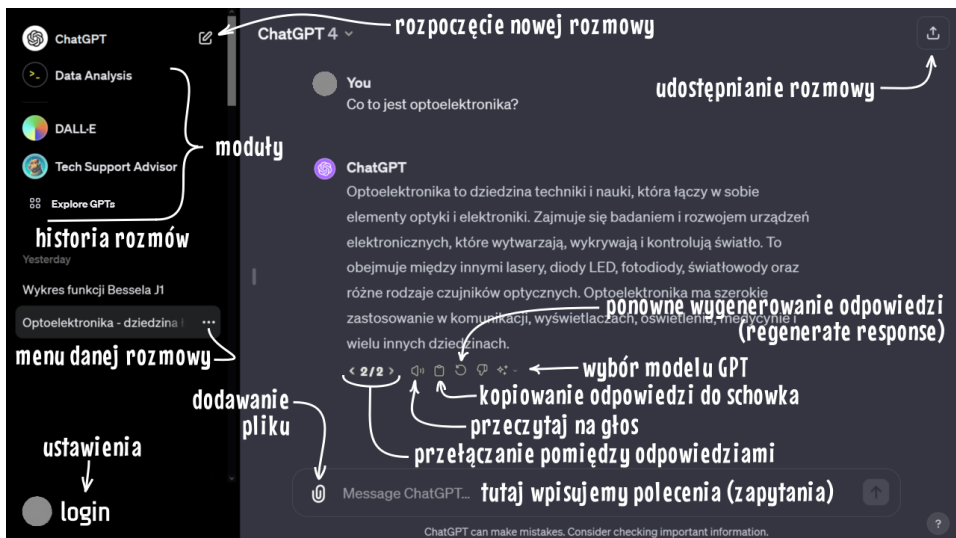 ChatGPT
rozpoczęcie nowej rozmowy
Data Analysis
DALL·E
moduły
Tech Support Advisor
Explore GPTs
historia rozmów
Yesterday
Wykres funkcji Bessela J1
Optoelektronika - dziedzina
menu danej rozmowy
ustawienia
login
ChatGPT 4
udostępnianie rozmowy
You
Co to jest optoelektronika?
ChatGPT
Optoelektronika to dziedzina techniki i nauki, która łączy w sobie
elementy optyki i elektroniki. Zajmuje się badaniem i rozwojem urządzeń
elektronicznych, które wytwarzają, wykrywają i kontrolują światło. To
obejmuje między innymi lasery, diody LED, fotodiody, światłowody oraz
różne rodzaje czujników optycznych. Optoelektronika ma szerokie
zastosowanie w komunikacji, wyświetlaczach, oświetleniu, medycynie i
wielu innych dziedzinach.
ponowne wygenerowanie odpowiedzi
(regenerate response)
< 2/2 >
wybór modelu GPT
kopiowanie odpowiedzi do schowka
przeczytaj na głos
przełączanie pomiędzy odpowiedziami
dodawanie
pliku
Message ChatGPT...
tutaj wpisujemy polecenia (zapytania)
ChatGPT can make mistakes. Consider checking important information.
?